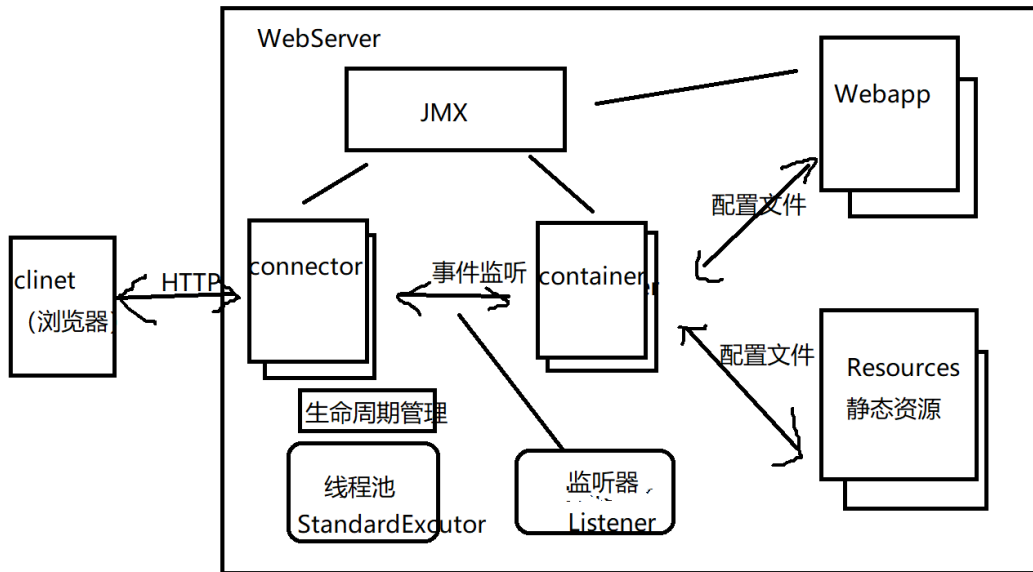 WebServer
JMX
Webapp
配置文件
clinet
（浏览器）
HTTP
connector
事件监听
container
配置文件
Resources
静态资源
生命周期管理
线程池
StandardExcutor
监听器
Listener